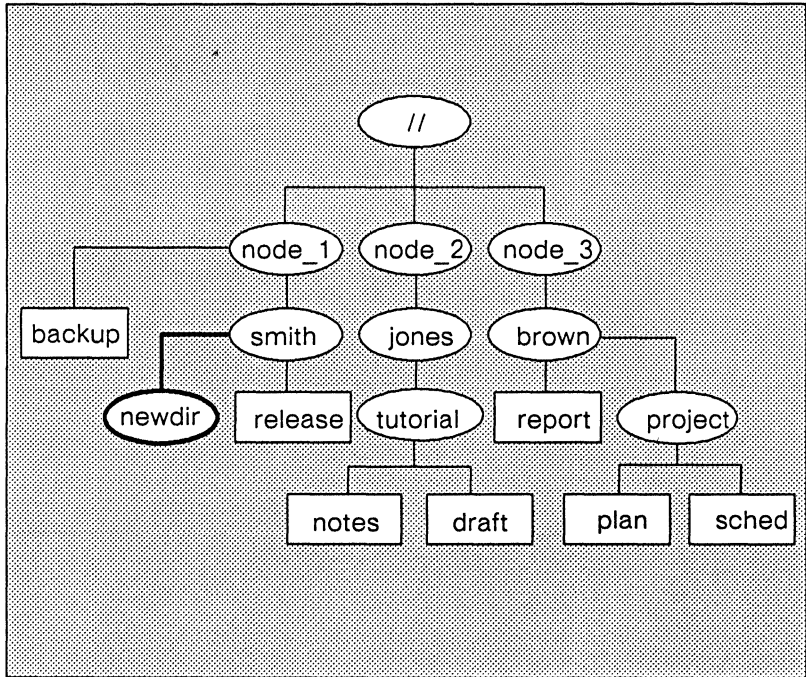 //
node_1 node_2 node_3
backup smith jones brown
newdir release tutorial report project
notes draft plan sched